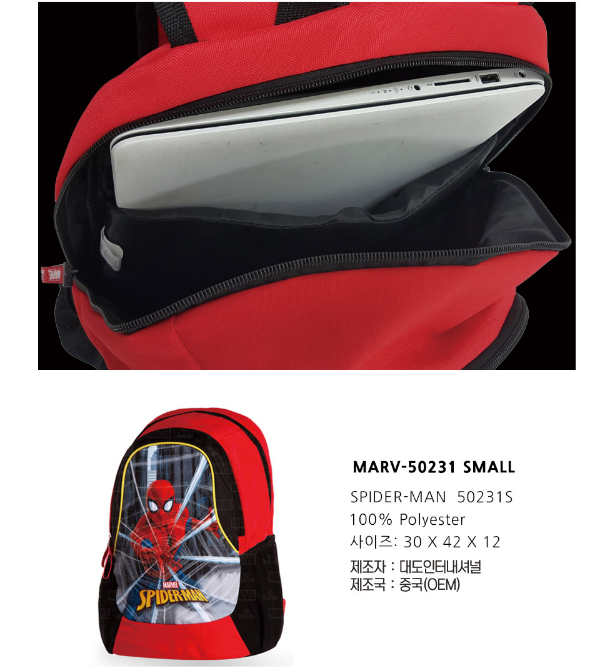 MARVEL
SPIDER-MAN
MARV-50231 SMALL
SPIDER-MAN 50231S
100% Polyester
사이즈: 30 X 42 X 12
제조자 : 대도인터내셔널
제조국 : 중국(OEM)